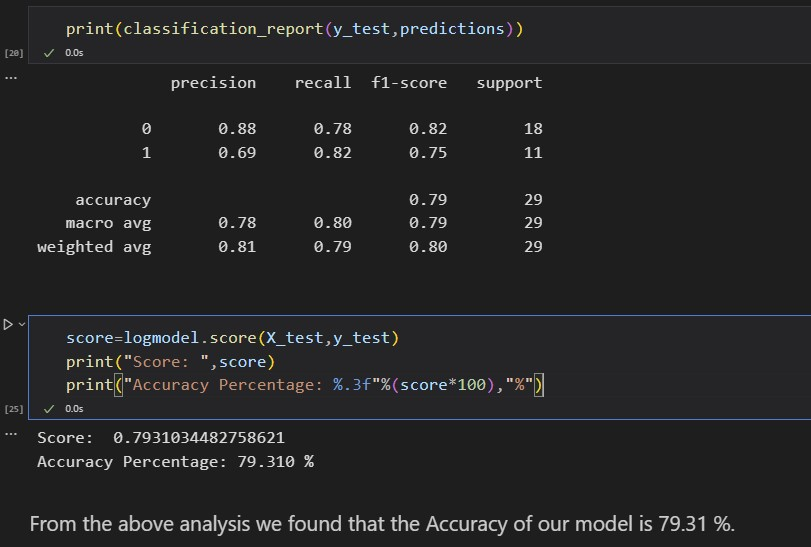 print(classification_report(y_test,predictions))
[20]
0.0s
...
precision recall f1-score support
0 0.88 0.78 0.82 18
1 0.69 0.82 0.75 11
accuracy 0.79 29
macro avg 0.78 0.80 0.79 29
weighted avg 0.81 0.79 0.80 29
score=logmodel.score(X_test,y_test)
print("Score: ",score)
print("Accuracy Percentage: %.3f"%(score*100),"%")
[25]
0.0s
...
Score: 0.7931034482758621
Accuracy Percentage: 79.310 %
From the above analysis we found that the Accuracy of our model is 79.31 %.